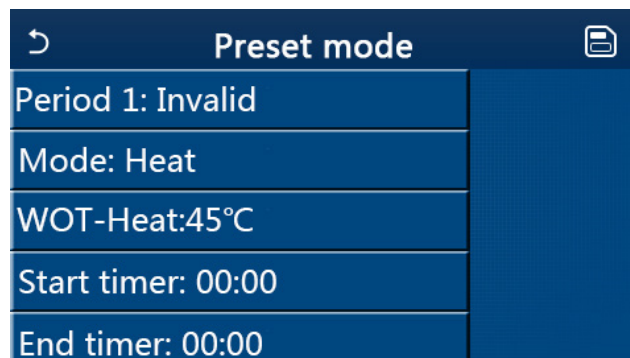 Preset mode
Period 1: Invalid
Mode: Heat
WOT-Heat:45℃
Start timer: 00:00
End timer: 00:00